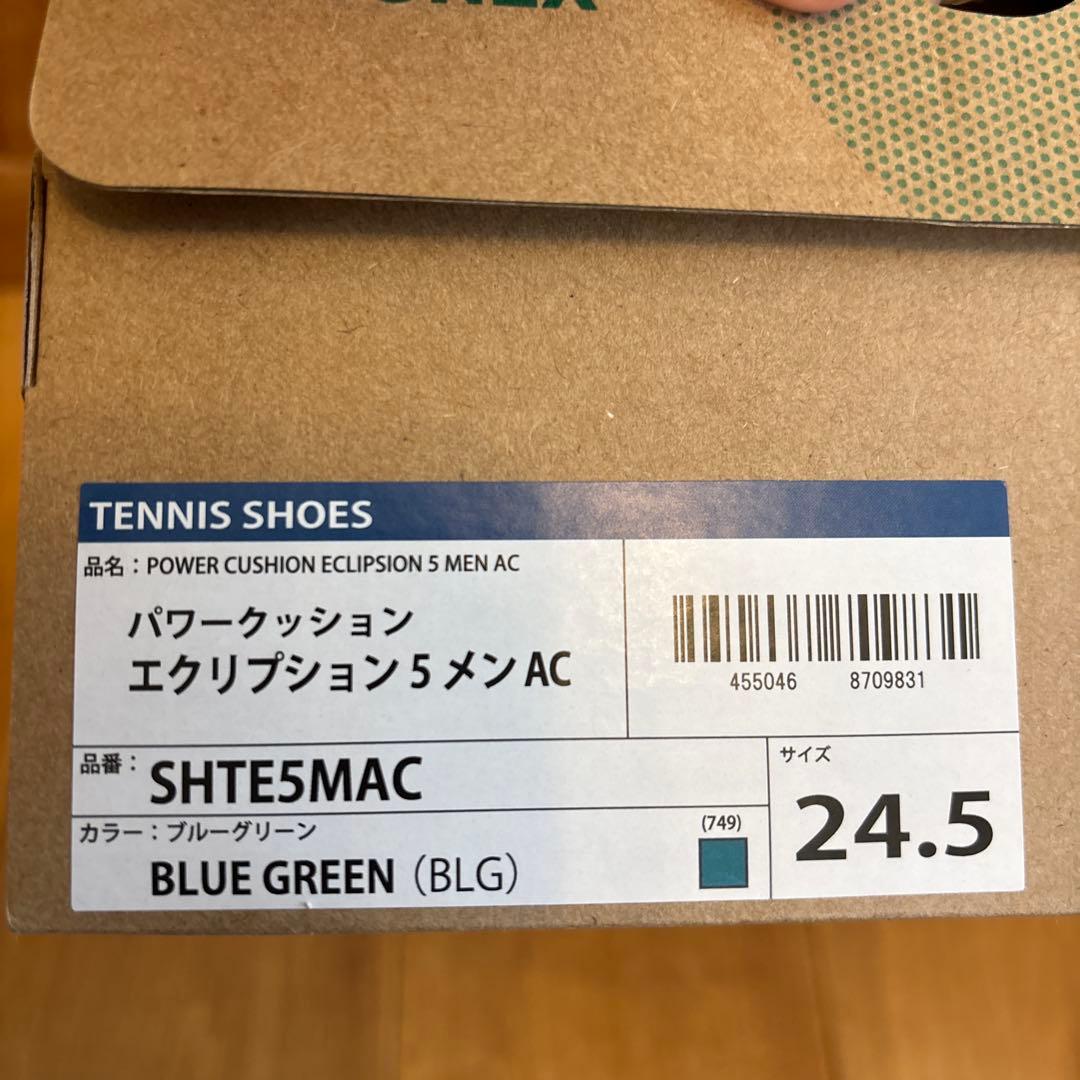 TENNIS SHOES
品名：POWER CUSHION ECLIPSION 5 MEN AC
パワークッション
エクリプション 5 メン AC
455046 8709831
品番：SHTE5MAC
サイズ
24.5
カラー：ブルーグリーン
(749)
BLUE GREEN（BLG）